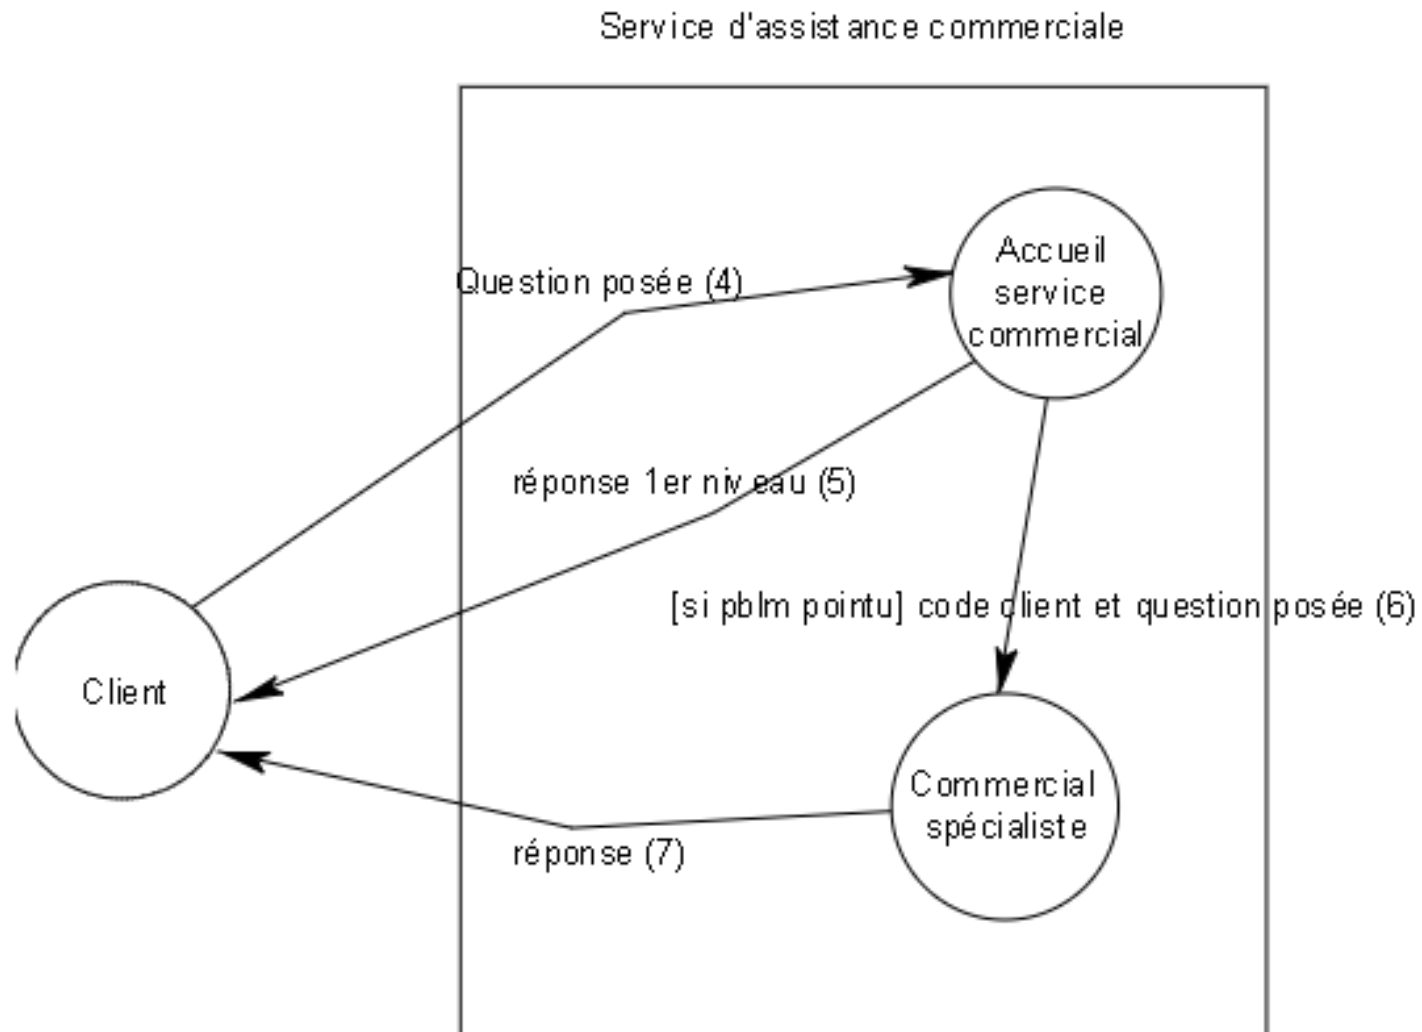 Service d'assistance commerciale
Accueil
service
commercial
Question posée (4)
réponse 1er niveau (5)
[si pblm pointu] code client et question posée (6)
Client
Commercial
spécialiste
réponse (7)